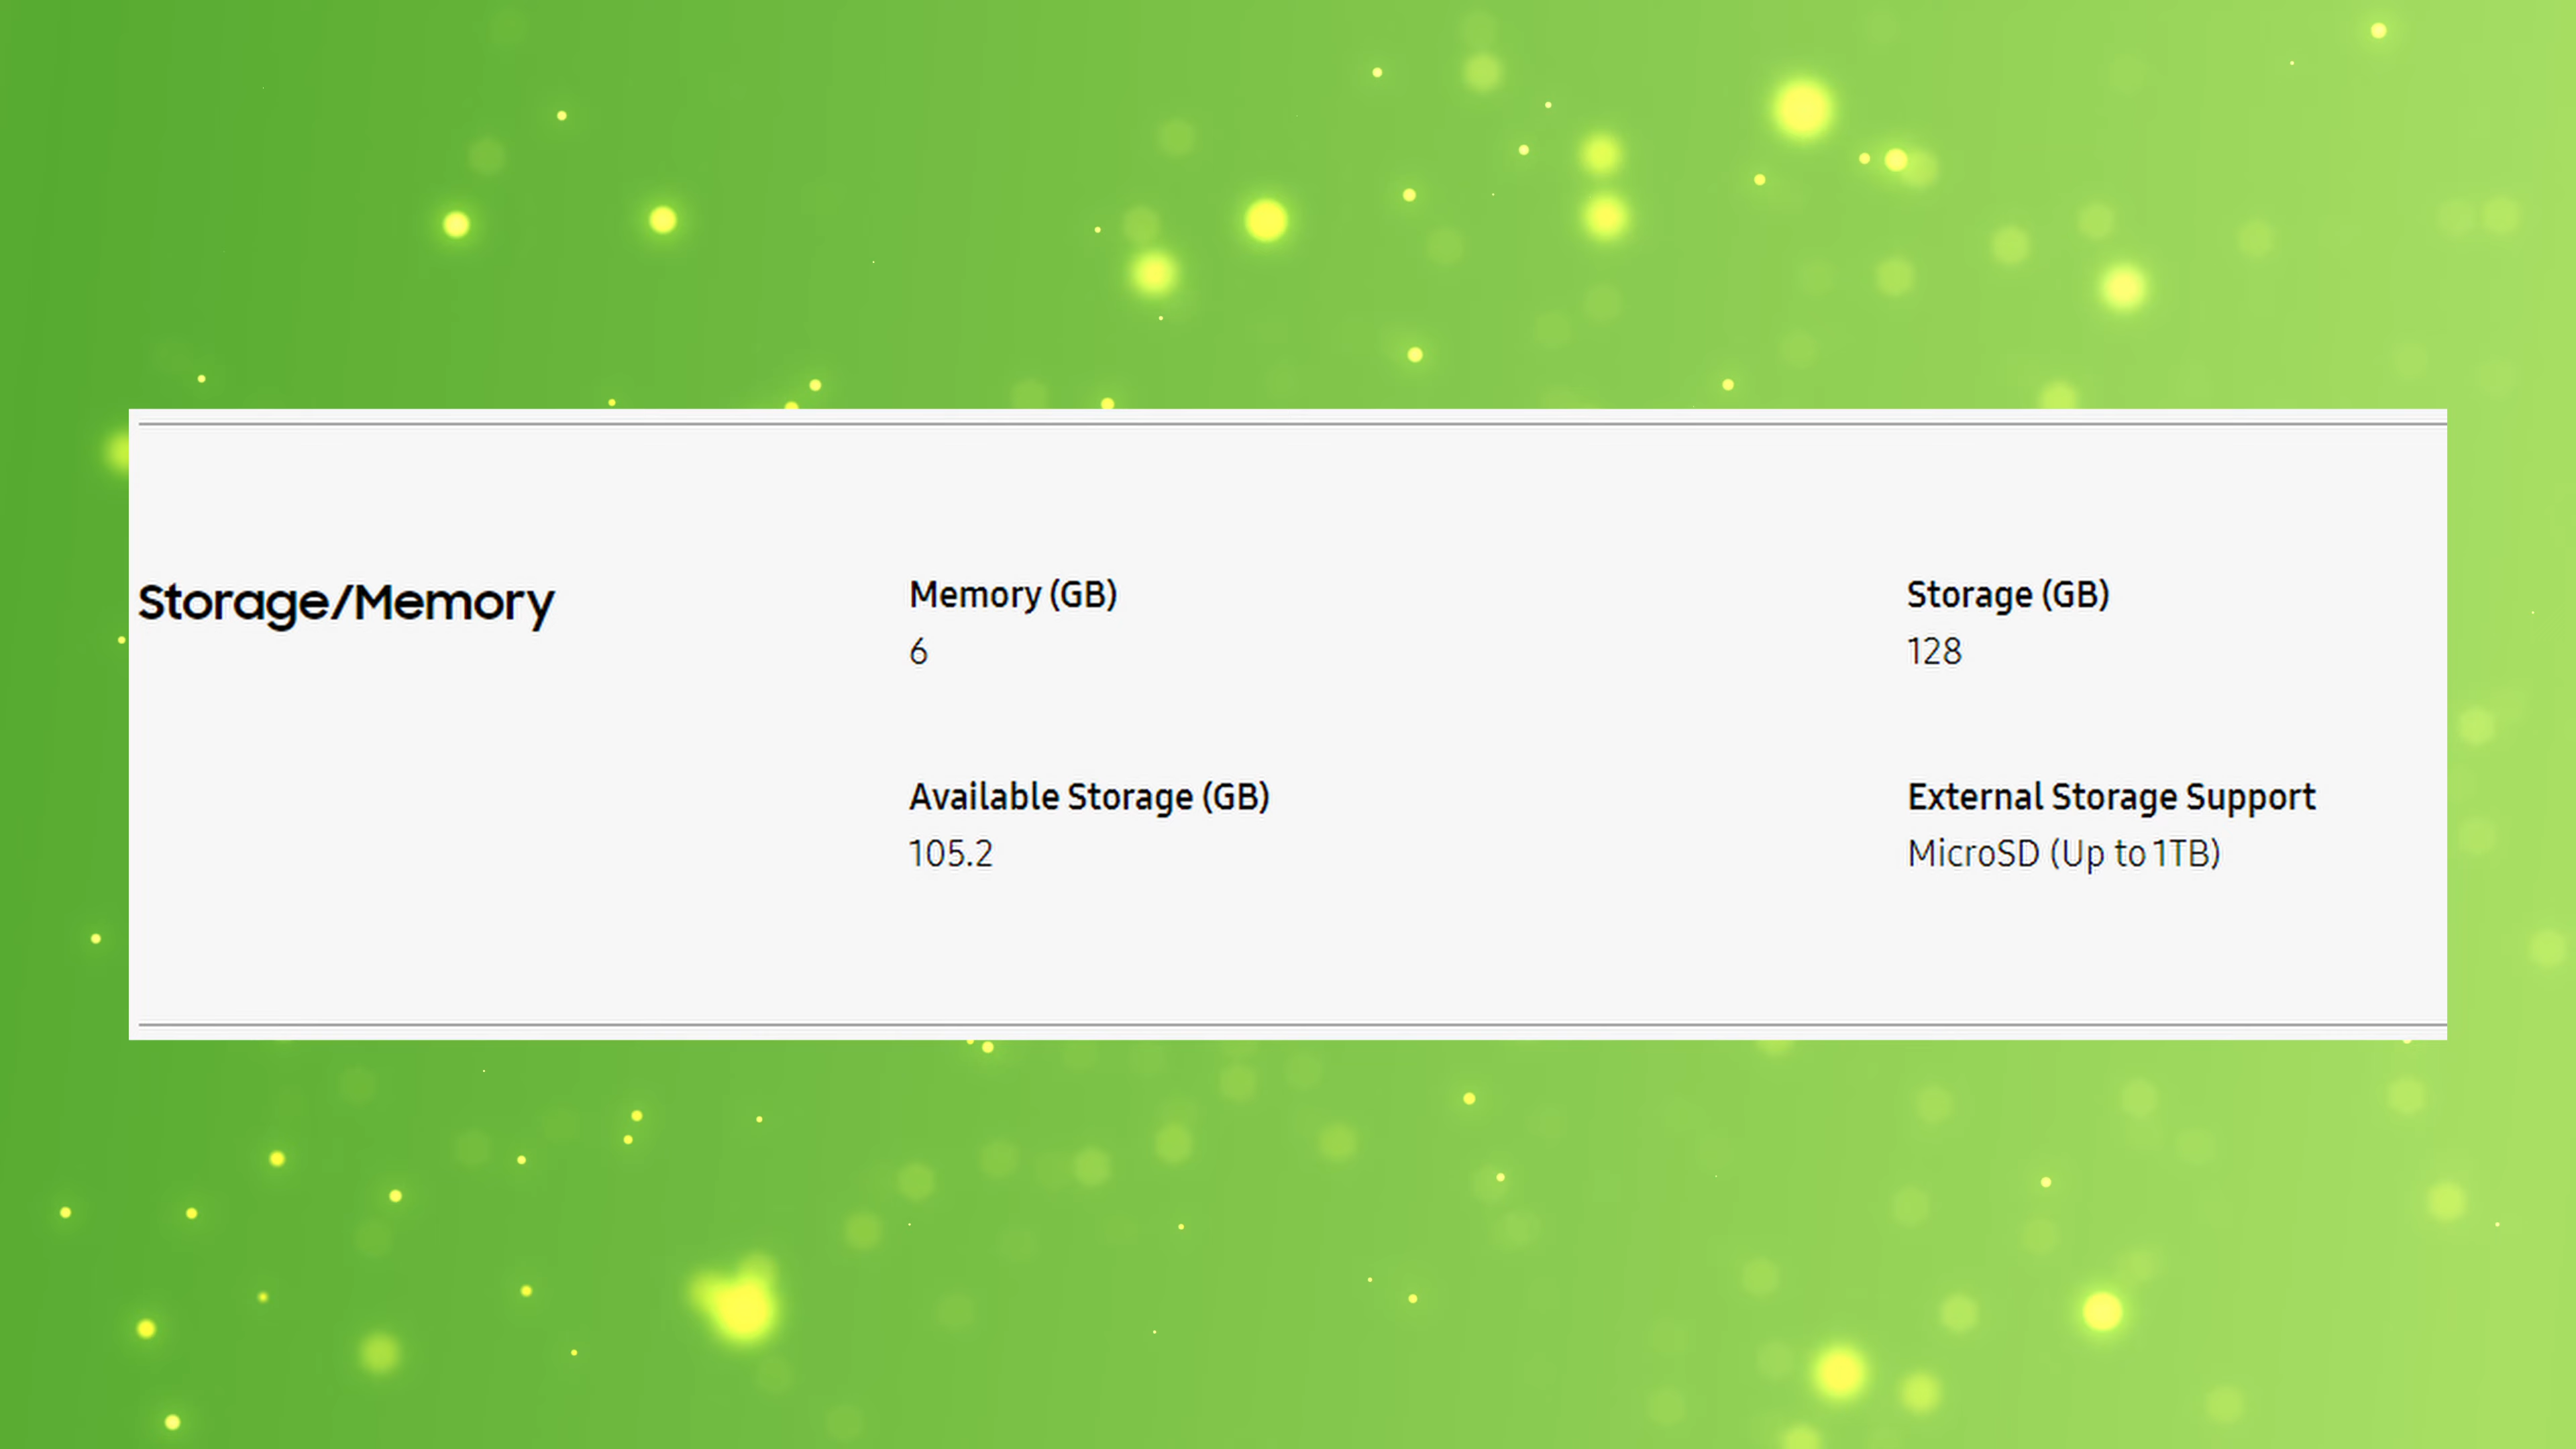 Storage/Memory
Memory (GB)
6
Storage (GB)
128
Available Storage (GB)
105.2
External Storage Support
MicroSD (Up to 1TB)